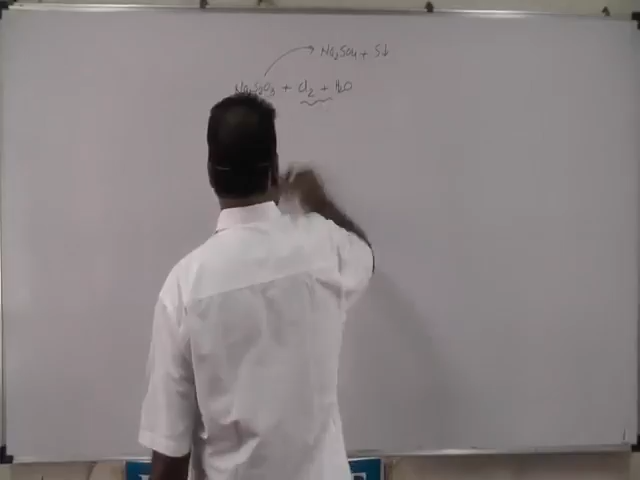 Na₂SO₄ + S↓
Na₂S₂O₃ + Cl₂ + H₂O